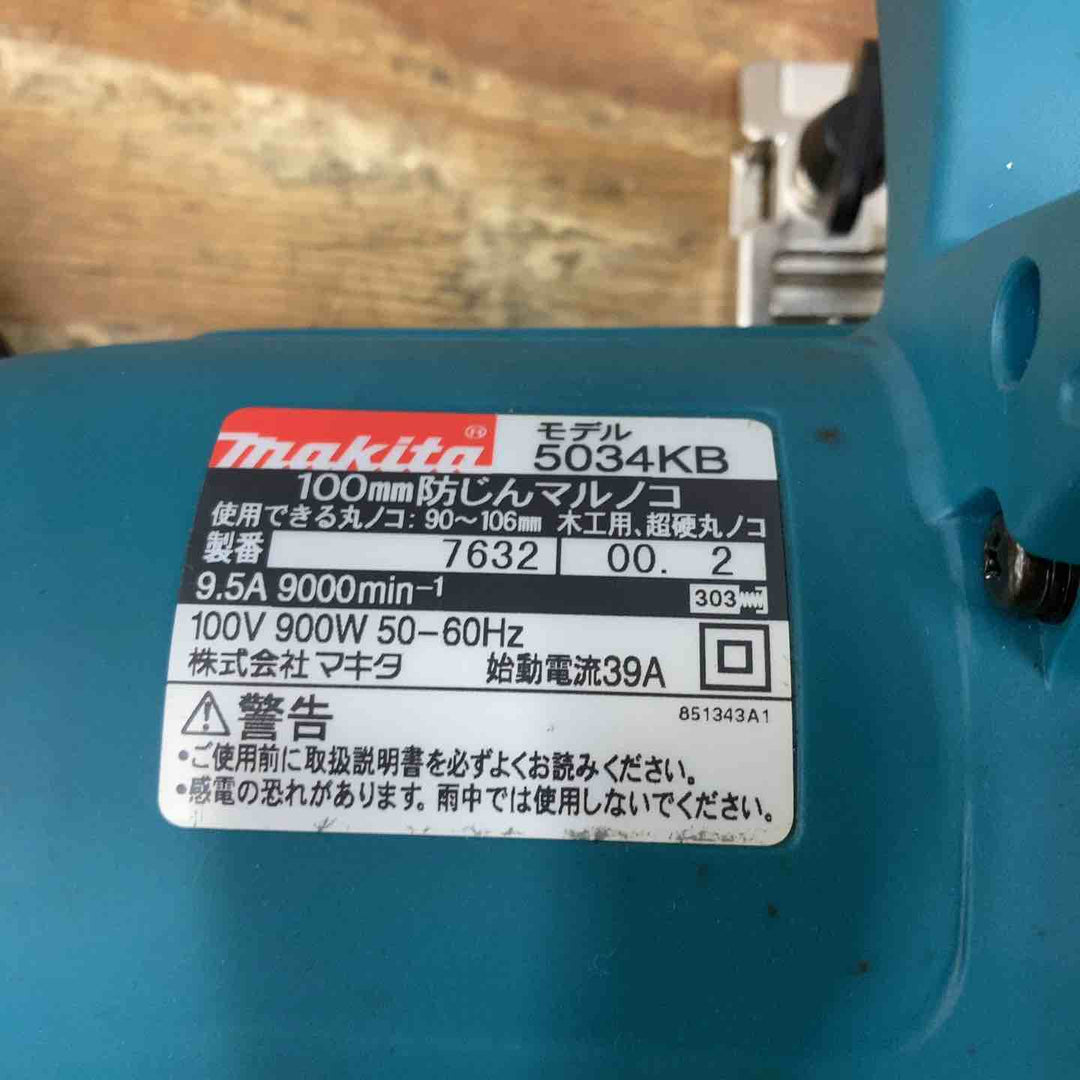 makita®
モデル
5034KB
100mm防じんマルノコ
使用できる丸ノコ:90〜106mm 木工用、超硬丸ノコ
製番 7632 00. 2
9.5A 9000min-1 303
100V 900W 50-60Hz
株式会社 マキタ 始動電流39A
851343A1
警告
•ご使用前に取扱説明書を必ずよくお読みください。
•感電の恐れがあります。雨中では使用しないでください。